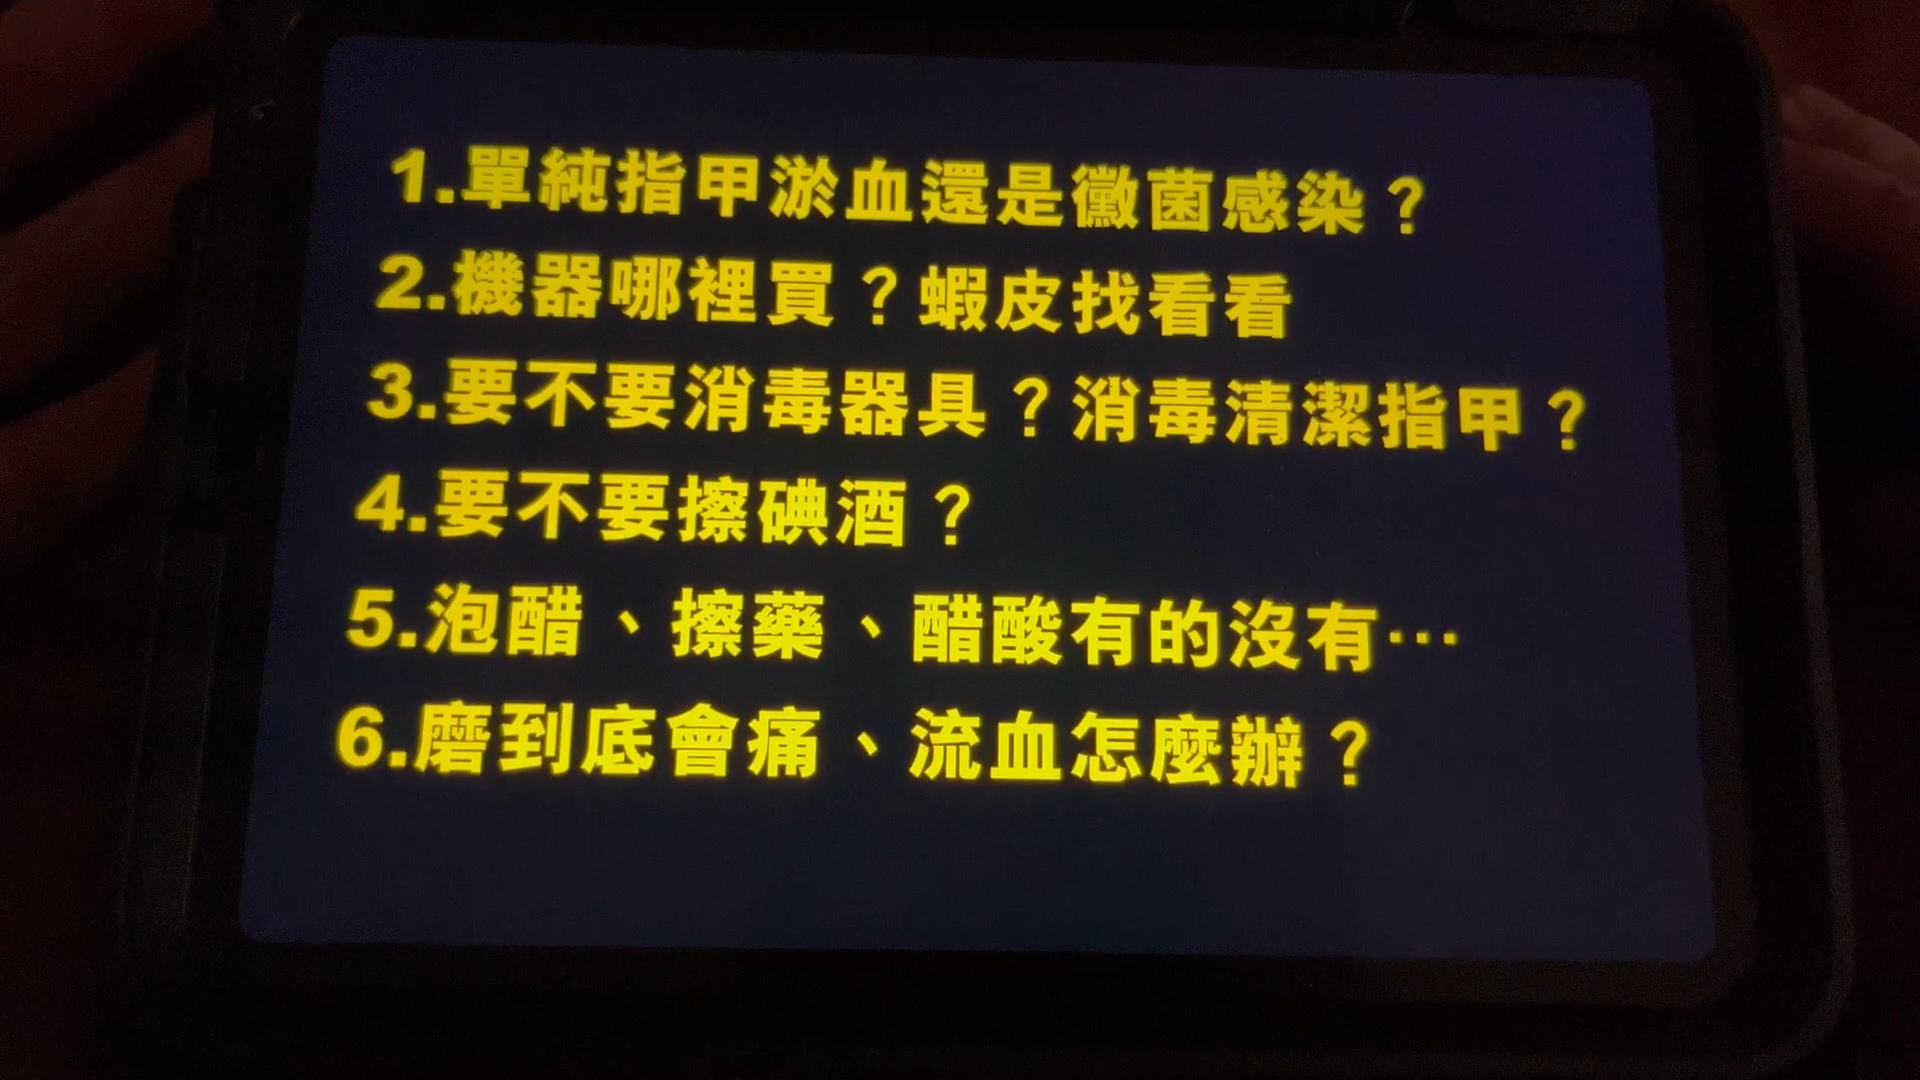 1.單純指甲淤血還是黴菌感染？
2.機器哪裡買？蝦皮找看看
3.要不要消毒器具？消毒清潔指甲？
4.要不要擦碘酒？
5.泡醋、擦藥、醋酸有的沒有…
6.磨到底會痛、流血怎麼辦？